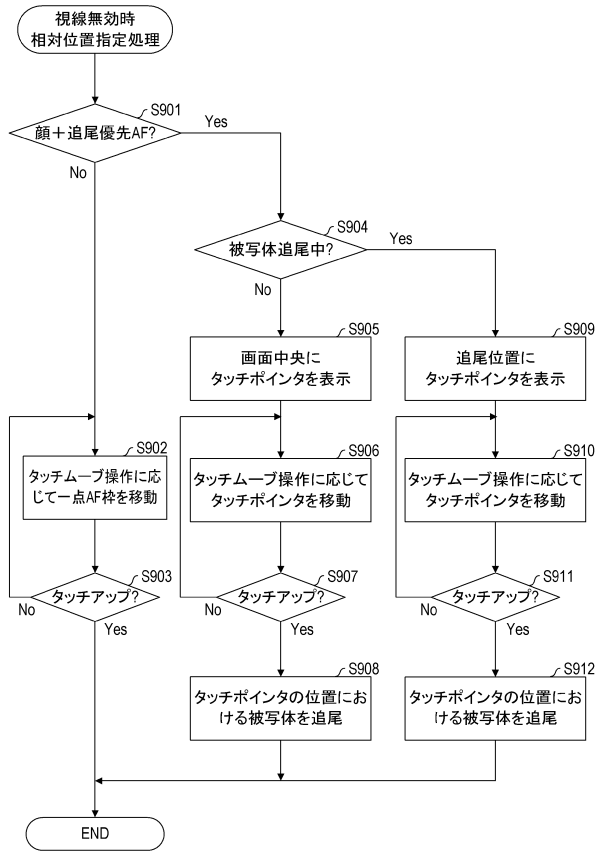 視線無効時
相対位置指定処理
S901
顔＋追尾優先AF?
Yes
No
S904
被写体追尾中?
Yes
No
S905
画面中央に
タッチポインタを表示
S909
追尾位置に
タッチポインタを表示
S902
タッチムーブ操作に応
じて一点AF枠を移動
S906
タッチムーブ操作に応じて
タッチポインタを移動
S910
タッチムーブ操作に応じて
タッチポインタを移動
S903
タッチアップ?
No
Yes
S907
タッチアップ?
No
Yes
S911
タッチアップ?
No
Yes
S908
タッチポインタの位置にお
ける被写体を追尾
S912
タッチポインタの位置にお
ける被写体を追尾
END